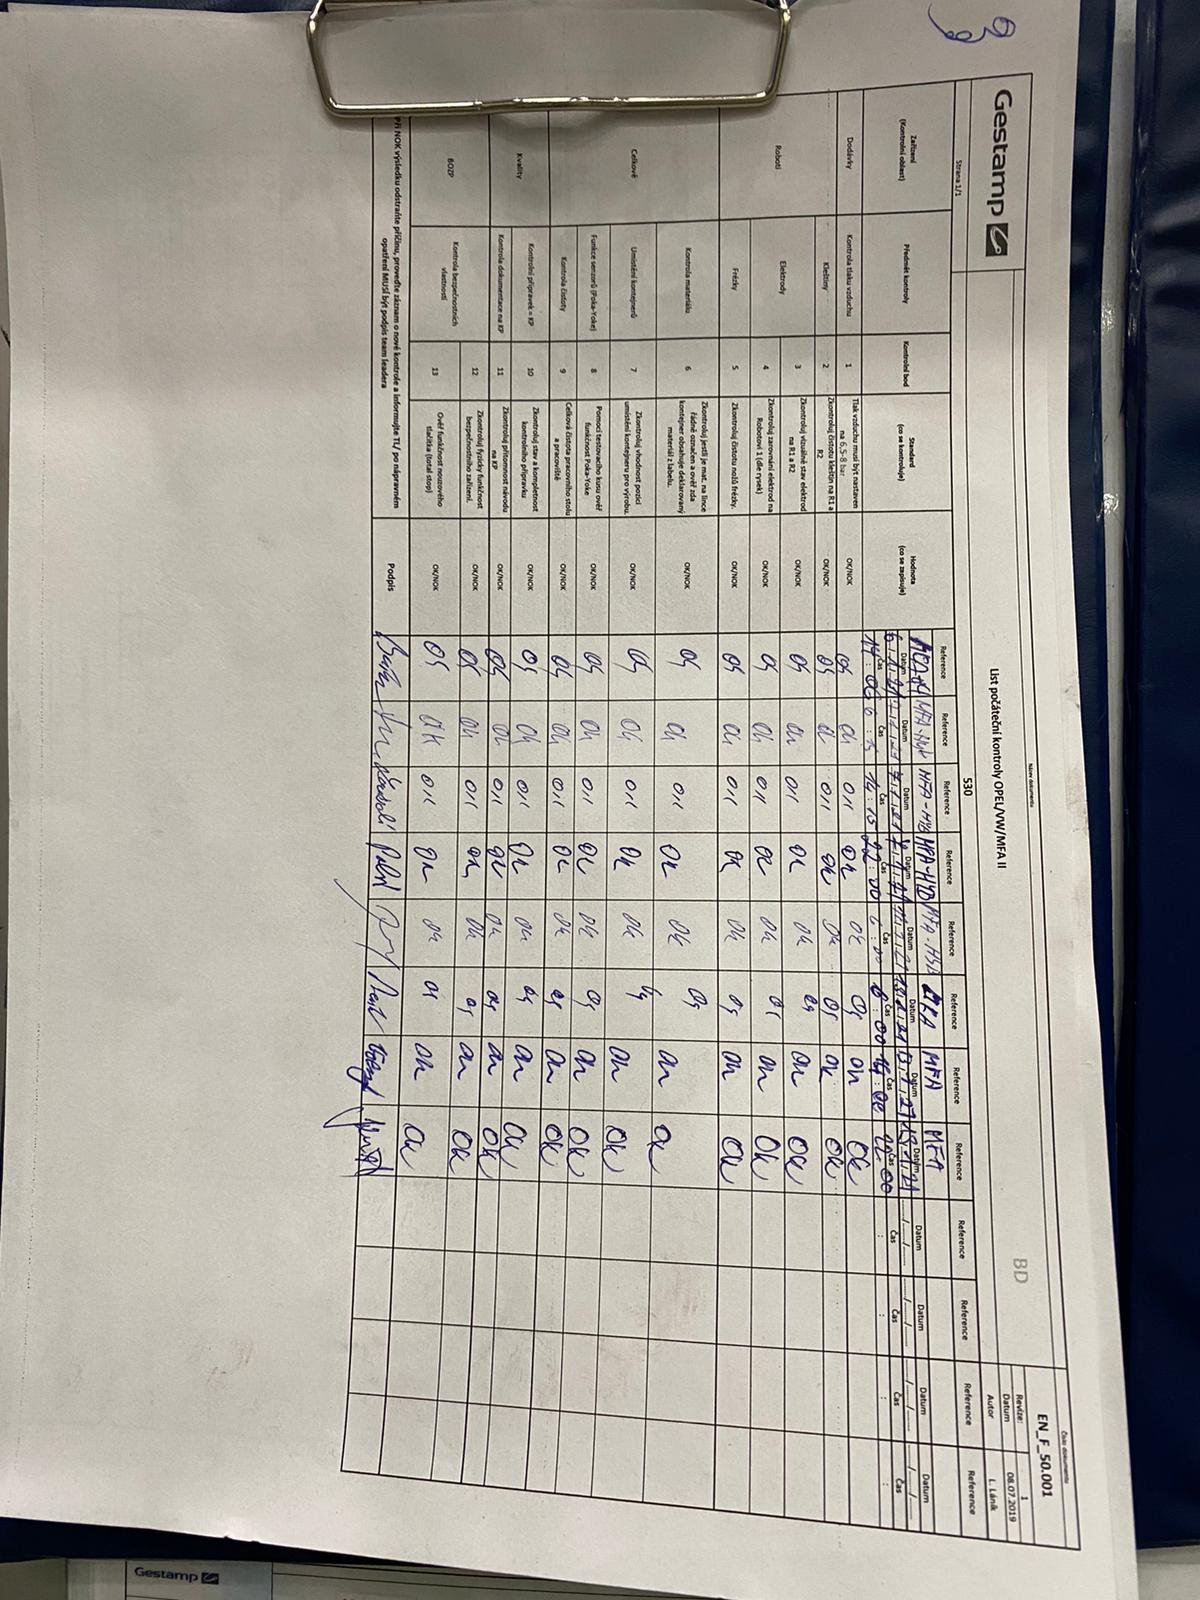 Číslo dokumentu
EN_F_50.001
Název dokumentu
Gestamp
List počáteční kontroly OPEL/VW/MFA II
BD
Revize: 1
Datum 08.07.2019
Autor L. Láník
Strana 1/1
530
Zařízení (Kontrolní oblast) Předmět kontroly Kontrolní bod Standard (co se kontroluje) Hodnota (co se zapisuje)
Reference Reference Reference Reference Reference Reference Reference Reference Reference Reference Reference Reference
MFA-Hyb MFA-HYB MFA-HYB MFA-HYB MFA MFA MFA
Datum Datum Datum Datum Datum Datum Datum Datum Datum Datum Datum Datum
6.1.21 7.1.21 7.1.21 7.1.21 13.1.21 13.1.21 13.1.21
Čas Čas Čas Čas Čas Čas Čas Čas Čas Čas Čas Čas
14:06 6:15 14:15 22:00 6:00 6:00 14:00 22:00
Dodávky Kontrola tlaku vzduchu 1 Tlak vzduchu musí být nastaven na 6,5-8 bar OK/NOK ok ok ok ok ok ok ok ok
Roboti Kleštiny 2 Zkontroluj čistotu kleštin na R1 a R2 OK/NOK ok ok ok ok ok ok ok ok
Elektrody 3 Zkontroluj vizuálně stav elektrod na R1 a R2 OK/NOK ok ok ok ok ok ok ok ok
4 Zkontroluj zarovnání elektrod na Robotovi 1 (dle rysek) OK/NOK ok ok ok ok ok ok ok ok
Frézky 5 Zkontroluj čistotu nožů frézky. OK/NOK ok ok ok ok ok ok ok ok
Celkově Kontrola materiálu 6 Zkontroluj jestli je mat. na lince řádně označen a ověř zda kontejner obsahuje deklarovaný materiál z labelu. OK/NOK ok ok ok ok ok ok ok ok
Umístění kontejnerů 7 Zkontroluj vhodnost pozici umístění kontejneru pro výrobu. OK/NOK ok ok ok ok ok ok ok ok
Funkce senzorů (Poka-Yoke) 8 Pomocí testovacího kusu ověř funkčnost Poka-Yoke OK/NOK ok ok ok ok ok ok ok ok
Kontrola čistoty 9 Celková čistota pracovního stolu a pracoviště OK/NOK ok ok ok ok ok ok ok ok
Kvality Kontrolní přípravek = KP 10 Zkontroluj stav a kompletnost kontrolního přípravku OK/NOK ok ok ok ok ok ok ok ok
Kontrola dokumentace na KP 11 Zkontroluj přítomnost návodu na KP OK/NOK ok ok ok ok ok ok ok ok
BOZP Kontrola bezpečnostních vlastností 12 Zkontroluj fyzicky funkčnost bezpečnostního zařízení. OK/NOK ok ok ok ok ok ok ok ok
13 Ověř funkčnost nouzového tlačítka (total stop) OK/NOK ok ok ok ok ok ok ok ok
Při NOK výsledku odstraňte příčinu, proveďte záznam o nové kontrole a informujte TL/ po nápravném opatření MUSÍ být podpis team leadera Podpis
Gestamp